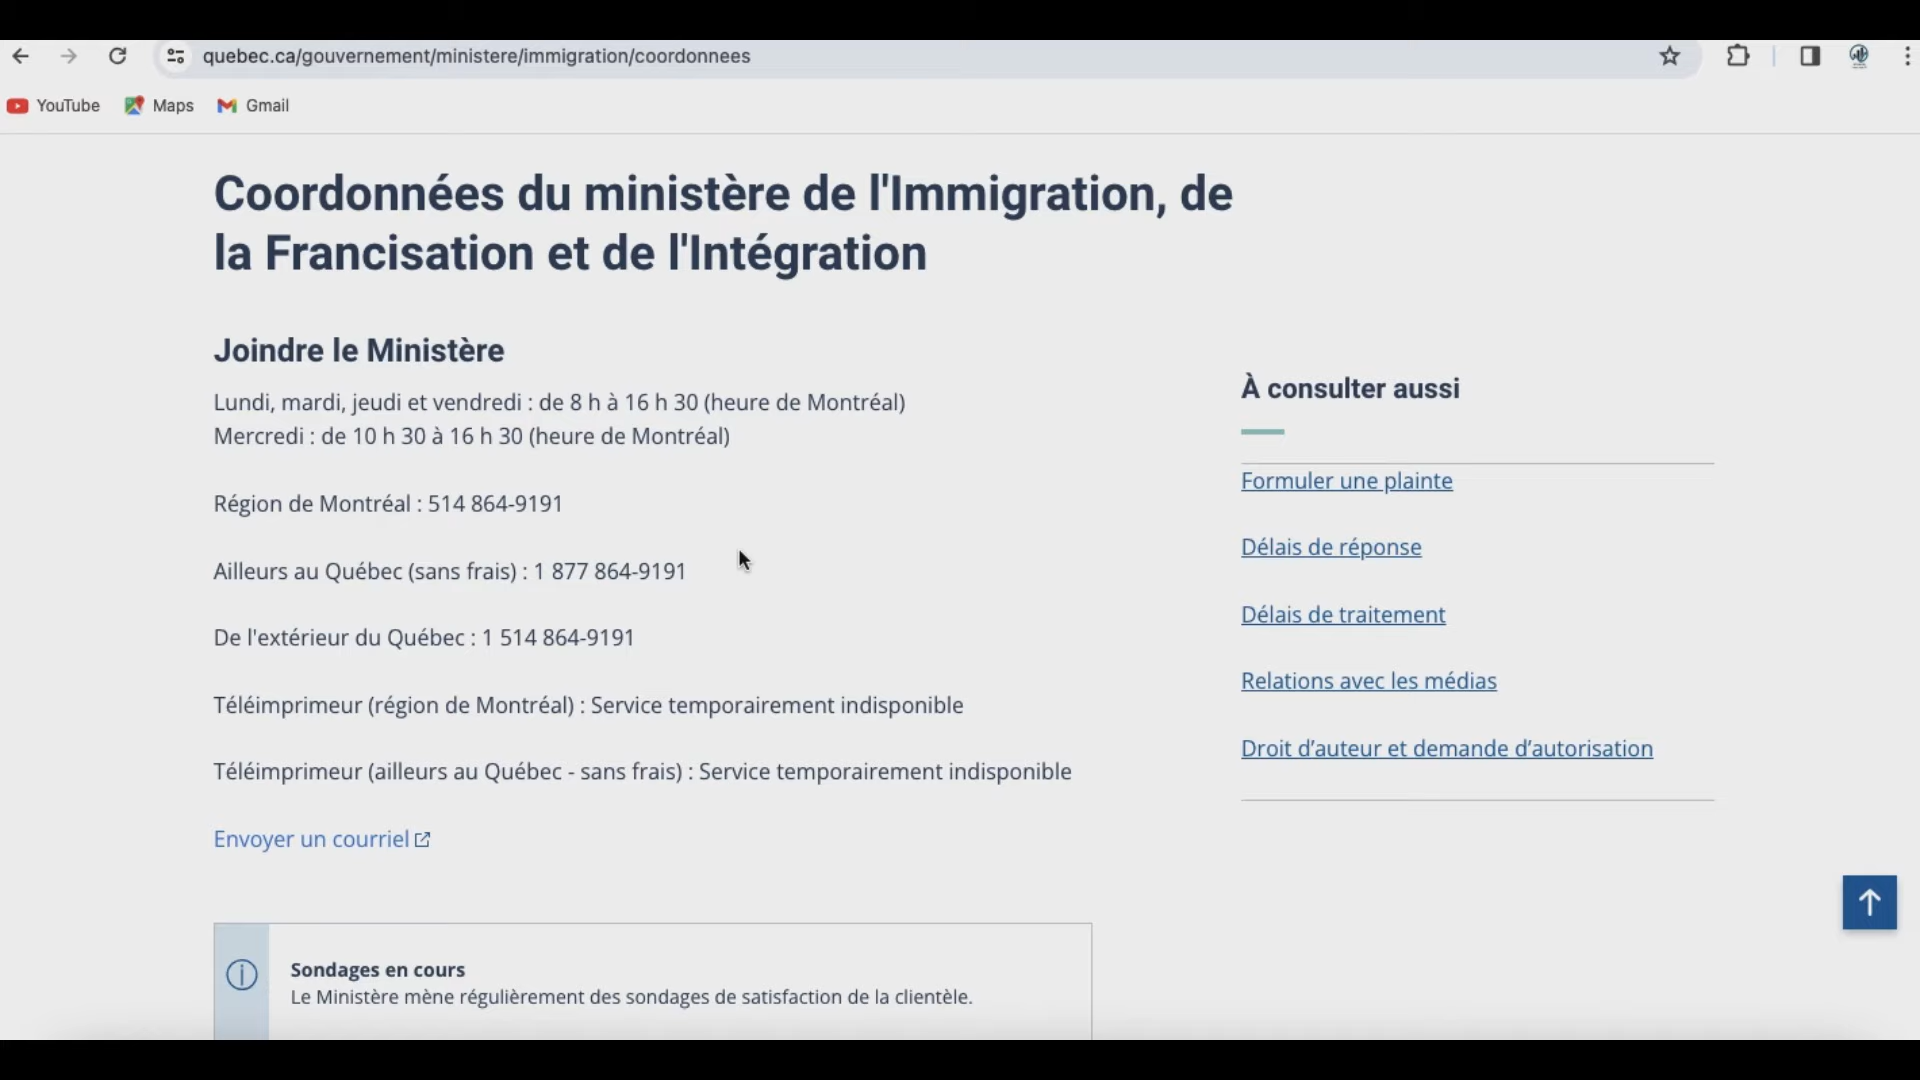 quebec.ca/gouvernement/ministere/immigration/coordonnees
YouTube Maps Gmail
Coordonnées du ministère de l'Immigration, de
la Francisation et de l'Intégration
Joindre le Ministère
Lundi, mardi, jeudi et vendredi : de 8 h à 16 h 30 (heure de Montréal)
Mercredi : de 10 h 30 à 16 h 30 (heure de Montréal)
Région de Montréal : 514 864-9191
Ailleurs au Québec (sans frais) : 1 877 864-9191
De l'extérieur du Québec : 1 514 864-9191
Téléimprimeur (région de Montréal) : Service temporairement indisponible
Téléimprimeur (ailleurs au Québec - sans frais) : Service temporairement indisponible
Envoyer un courriel
Sondages en cours
Le Ministère mène régulièrement des sondages de satisfaction de la clientèle.
À consulter aussi
Formuler une plainte
Délais de réponse
Délais de traitement
Relations avec les médias
Droit d’auteur et demande d’autorisation